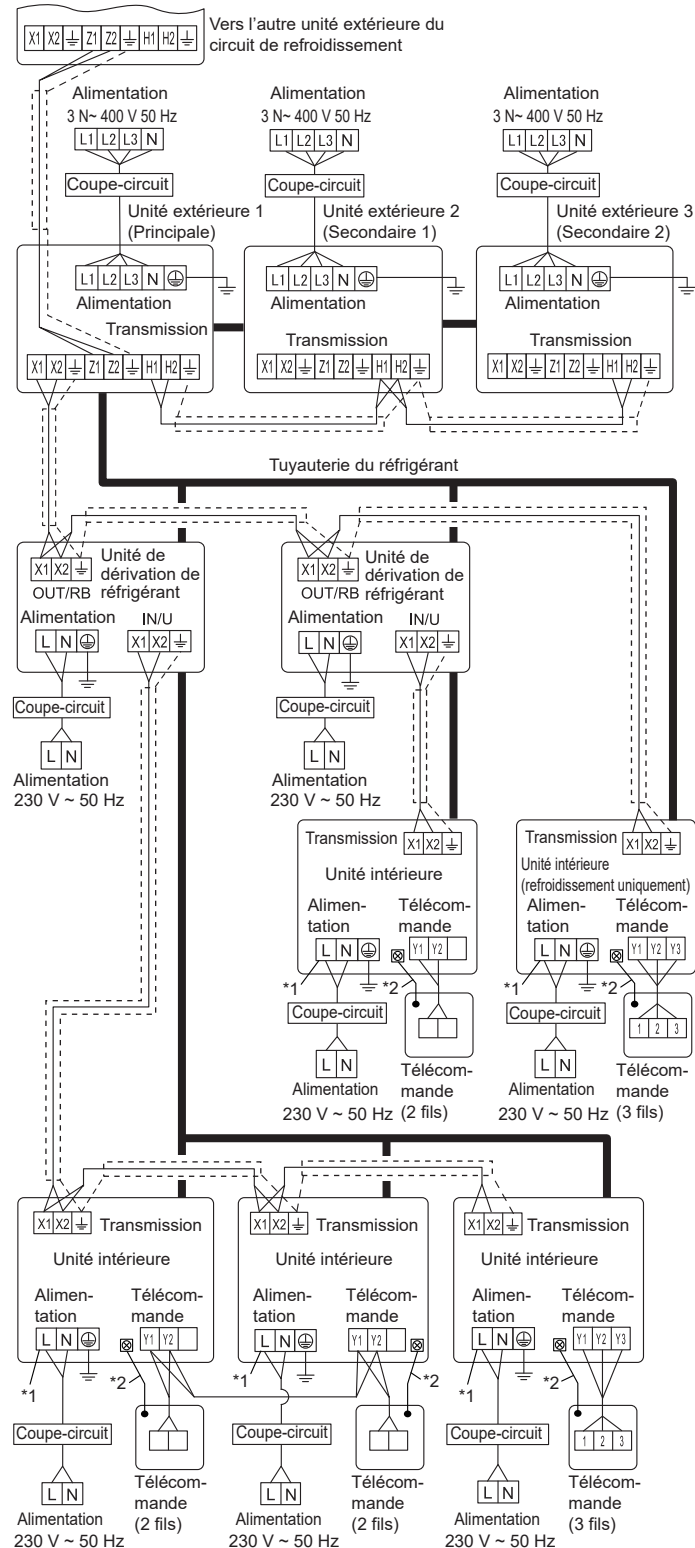 X1 X2 Z1 Z2 H1 H2
Vers l'autre unité extérieure du
circuit de refroidissement
Alimentation
3 N~ 400 V 50 Hz
L1 L2 L3 N
Coupe-circuit
Unité extérieure 1
(Principale)
L1 L2 L3 N
Alimentation
Transmission
X1 X2 Z1 Z2 H1 H2
Alimentation
3 N~ 400 V 50 Hz
L1 L2 L3 N
Coupe-circuit
Unité extérieure 2
(Secondaire 1)
L1 L2 L3 N
Alimentation
Transmission
X1 X2 Z1 Z2 H1 H2
Alimentation
3 N~ 400 V 50 Hz
L1 L2 L3 N
Coupe-circuit
Unité extérieure 3
(Secondaire 2)
L1 L2 L3 N
Alimentation
Transmission
X1 X2 Z1 Z2 H1 H2
Tuyauterie du réfrigérant
X1 X2
OUT/RB
Unité de
dérivation de
réfrigérant
Alimentation
L N
IN/U
X1 X2
Coupe-circuit
L N
Alimentation
230 V ~ 50 Hz
X1 X2
OUT/RB
Unité de
dérivation de
réfrigérant
Alimentation
L N
IN/U
X1 X2
Coupe-circuit
L N
Alimentation
230 V ~ 50 Hz
Transmission X1 X2
Unité intérieure
Alimen-
tation
L N
Télécom-
mande
Y1 Y2
*1
*2
Coupe-circuit
L N
Alimentation
230 V ~ 50 Hz
Télécom-
mande
(2 fils)
Transmission X1 X2
Unité intérieure
(refroidissement uniquement)
Alimen-
tation
L N
Télécom-
mande
Y1 Y2 Y3
*1
*2
Coupe-circuit
1 2 3
L N
Alimentation
230 V ~ 50 Hz
Télécom-
mande
(3 fils)
X1 X2 Transmission
Unité intérieure
Alimen-
tation
L N
Télécom-
mande
Y1 Y2
*1
*2
Coupe-circuit
L N
Alimentation
230 V ~ 50 Hz
Télécom-
mande
(2 fils)
X1 X2 Transmission
Unité intérieure
Alimen-
tation
L N
Télécom-
mande
Y1 Y2
*1
*2
Coupe-circuit
L N
Alimentation
230 V ~ 50 Hz
Télécom-
mande
(2 fils)
X1 X2 Transmission
Unité intérieure
Alimen-
tation
L N
Télécom-
mande
Y1 Y2 Y3
*1
*2
Coupe-circuit
1 2 3
L N
Alimentation
230 V ~ 50 Hz
Télécom-
mande
(3 fils)